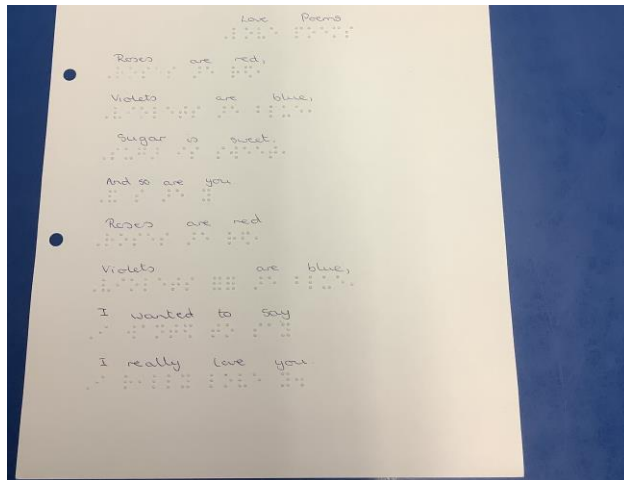 Love Poems
Roses are red,
Violets are blue,
Sugar is sweet,
And so are you
Roses are red
Violets are blue,
I wanted to say
I really love you